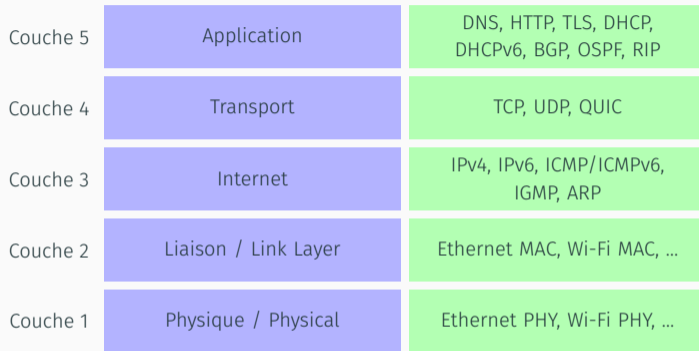 Couche 5
Application
DNS, HTTP, TLS, DHCP,
DHCPv6, BGP, OSPF, RIP
Couche 4
Transport
TCP, UDP, QUIC
Couche 3
Internet
IPv4, IPv6, ICMP/ICMPv6,
IGMP, ARP
Couche 2
Liaison / Link Layer
Ethernet MAC, Wi-Fi MAC, ...
Couche 1
Physique / Physical
Ethernet PHY, Wi-Fi PHY, ...